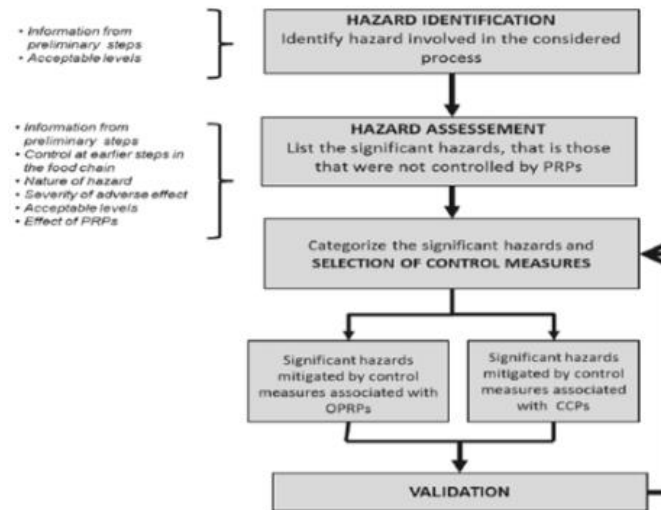 • Information from
preliminary steps
• Acceptable levels
HAZARD IDENTIFICATION
Identify hazard involved in the considered
process
• Information from
preliminary steps
• Control at earlier steps in
the food chain
• Nature of hazard
• Severity of adverse effect
• Acceptable levels
• Effect of PRPs
HAZARD ASSESSEMENT
List the significant hazards, that is those
that were not controlled by PRPs
Categorize the significant hazards and
SELECTION OF CONTROL MEASURES
Significant hazards
mitigated by control
measures associated with
OPRPs
Significant hazards
mitigated by control
measures associated
with CCPs
VALIDATION